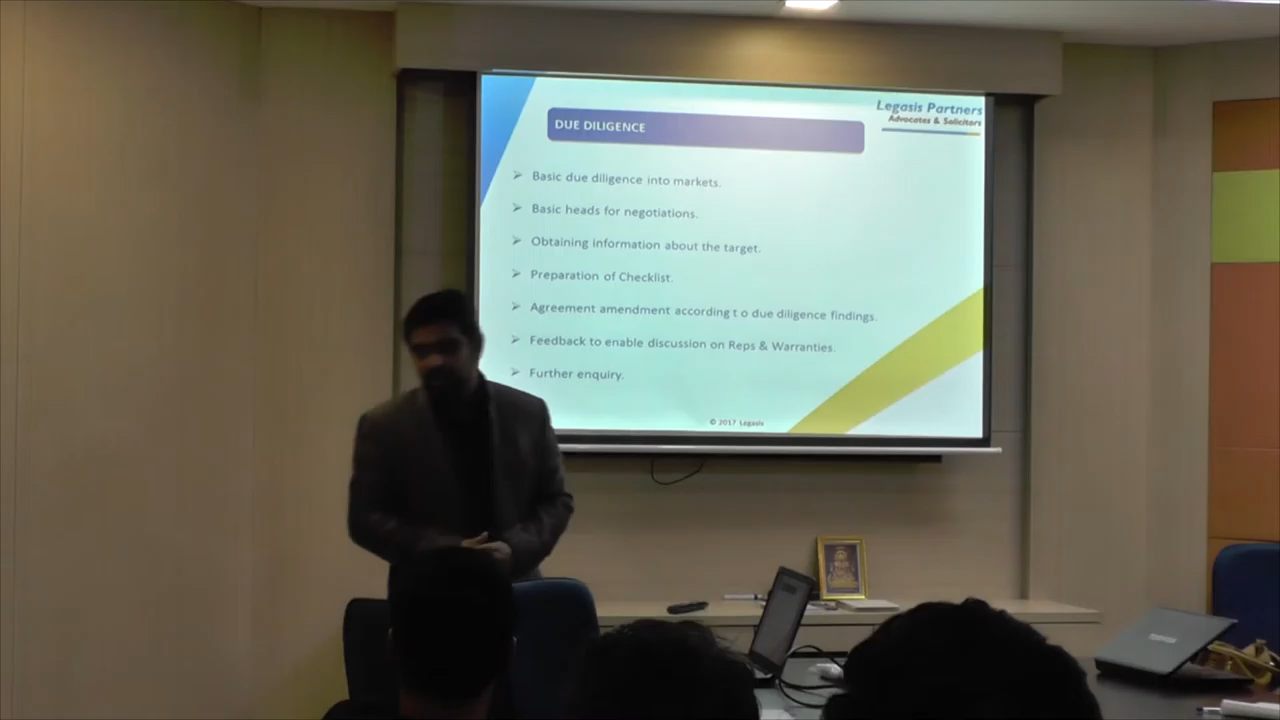 Legasis Partners
Advocates & Solicitors
DUE DILIGENCE
Basic due diligence into markets.
Basic heads for negotiations.
Obtaining information about the target.
Preparation of Checklist.
Agreement amendment according t o due diligence findings.
Feedback to enable discussion on Reps & Warranties.
Further enquiry.
© 2017 Legasis